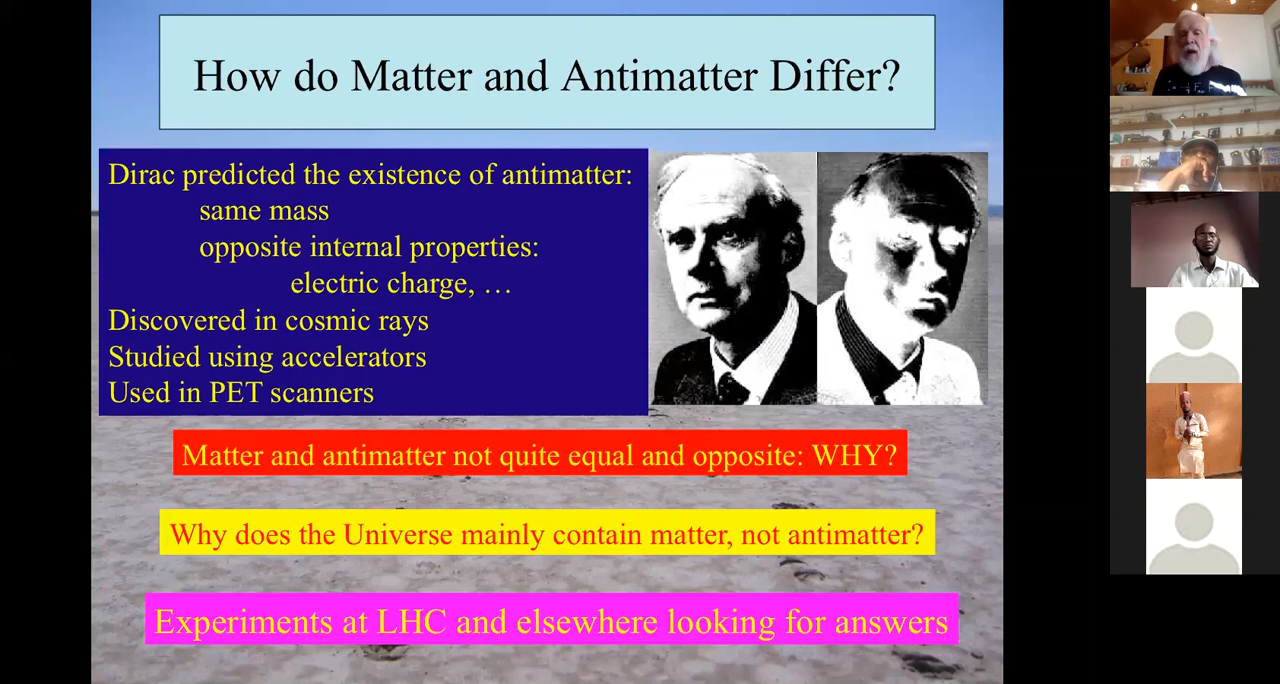 How do Matter and Antimatter Differ?
Dirac predicted the existence of antimatter:
same mass
opposite internal properties:
electric charge, …
Discovered in cosmic rays
Studied using accelerators
Used in PET scanners
Matter and antimatter not quite equal and opposite: WHY?
Why does the Universe mainly contain matter, not antimatter?
Experiments at LHC and elsewhere looking for answers